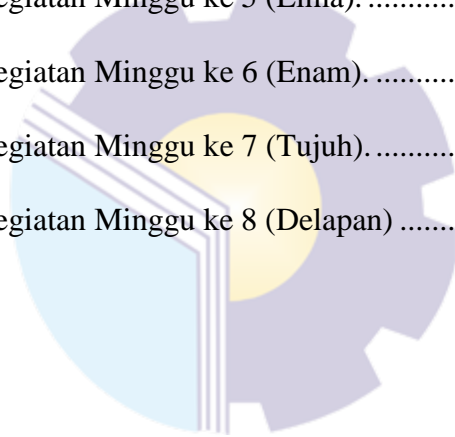 egiatan Minggu ke 5 (Lima). ..........
egiatan Minggu ke 6 (Enam). ..........
egiatan Minggu ke 7 (Tujuh). ..........
egiatan Minggu ke 8 (Delapan) .......